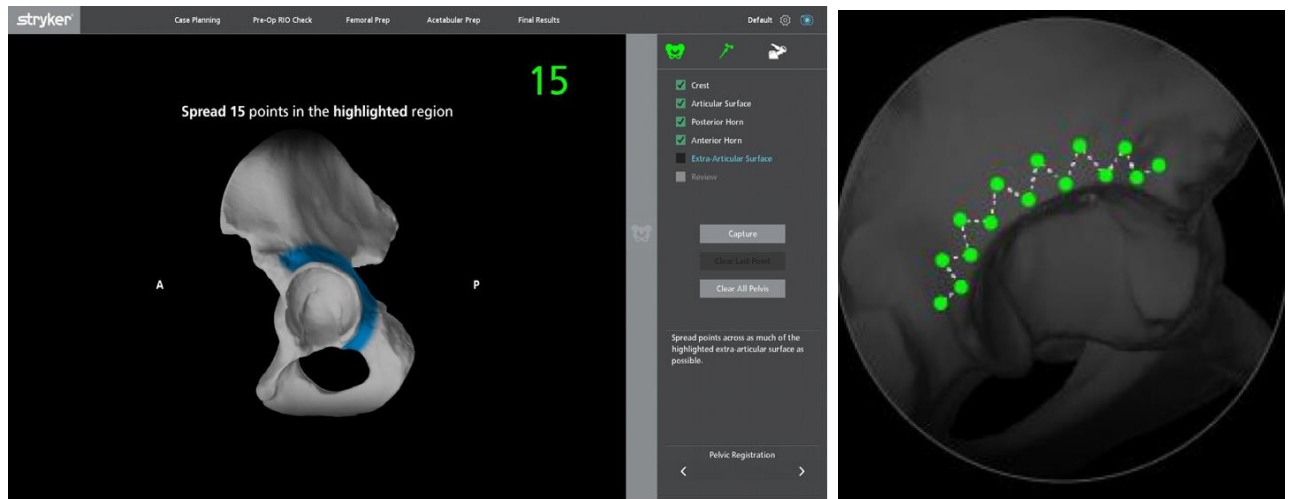 stryker
Case Planning
Pre-Op RIO Check
Femoral Prep
Acetabular Prep
Final Results
Default
15
Spread 15 points in the highlighted region
A
P
Crest
Articular Surface
Posterior Horn
Anterior Horn
Extra-Articular Surface
Review
Capture
Clear Last Point
Clear All Pelvis
Spread points across as much of the
highlighted extra-articular surface as
possible.
Pelvic Registration